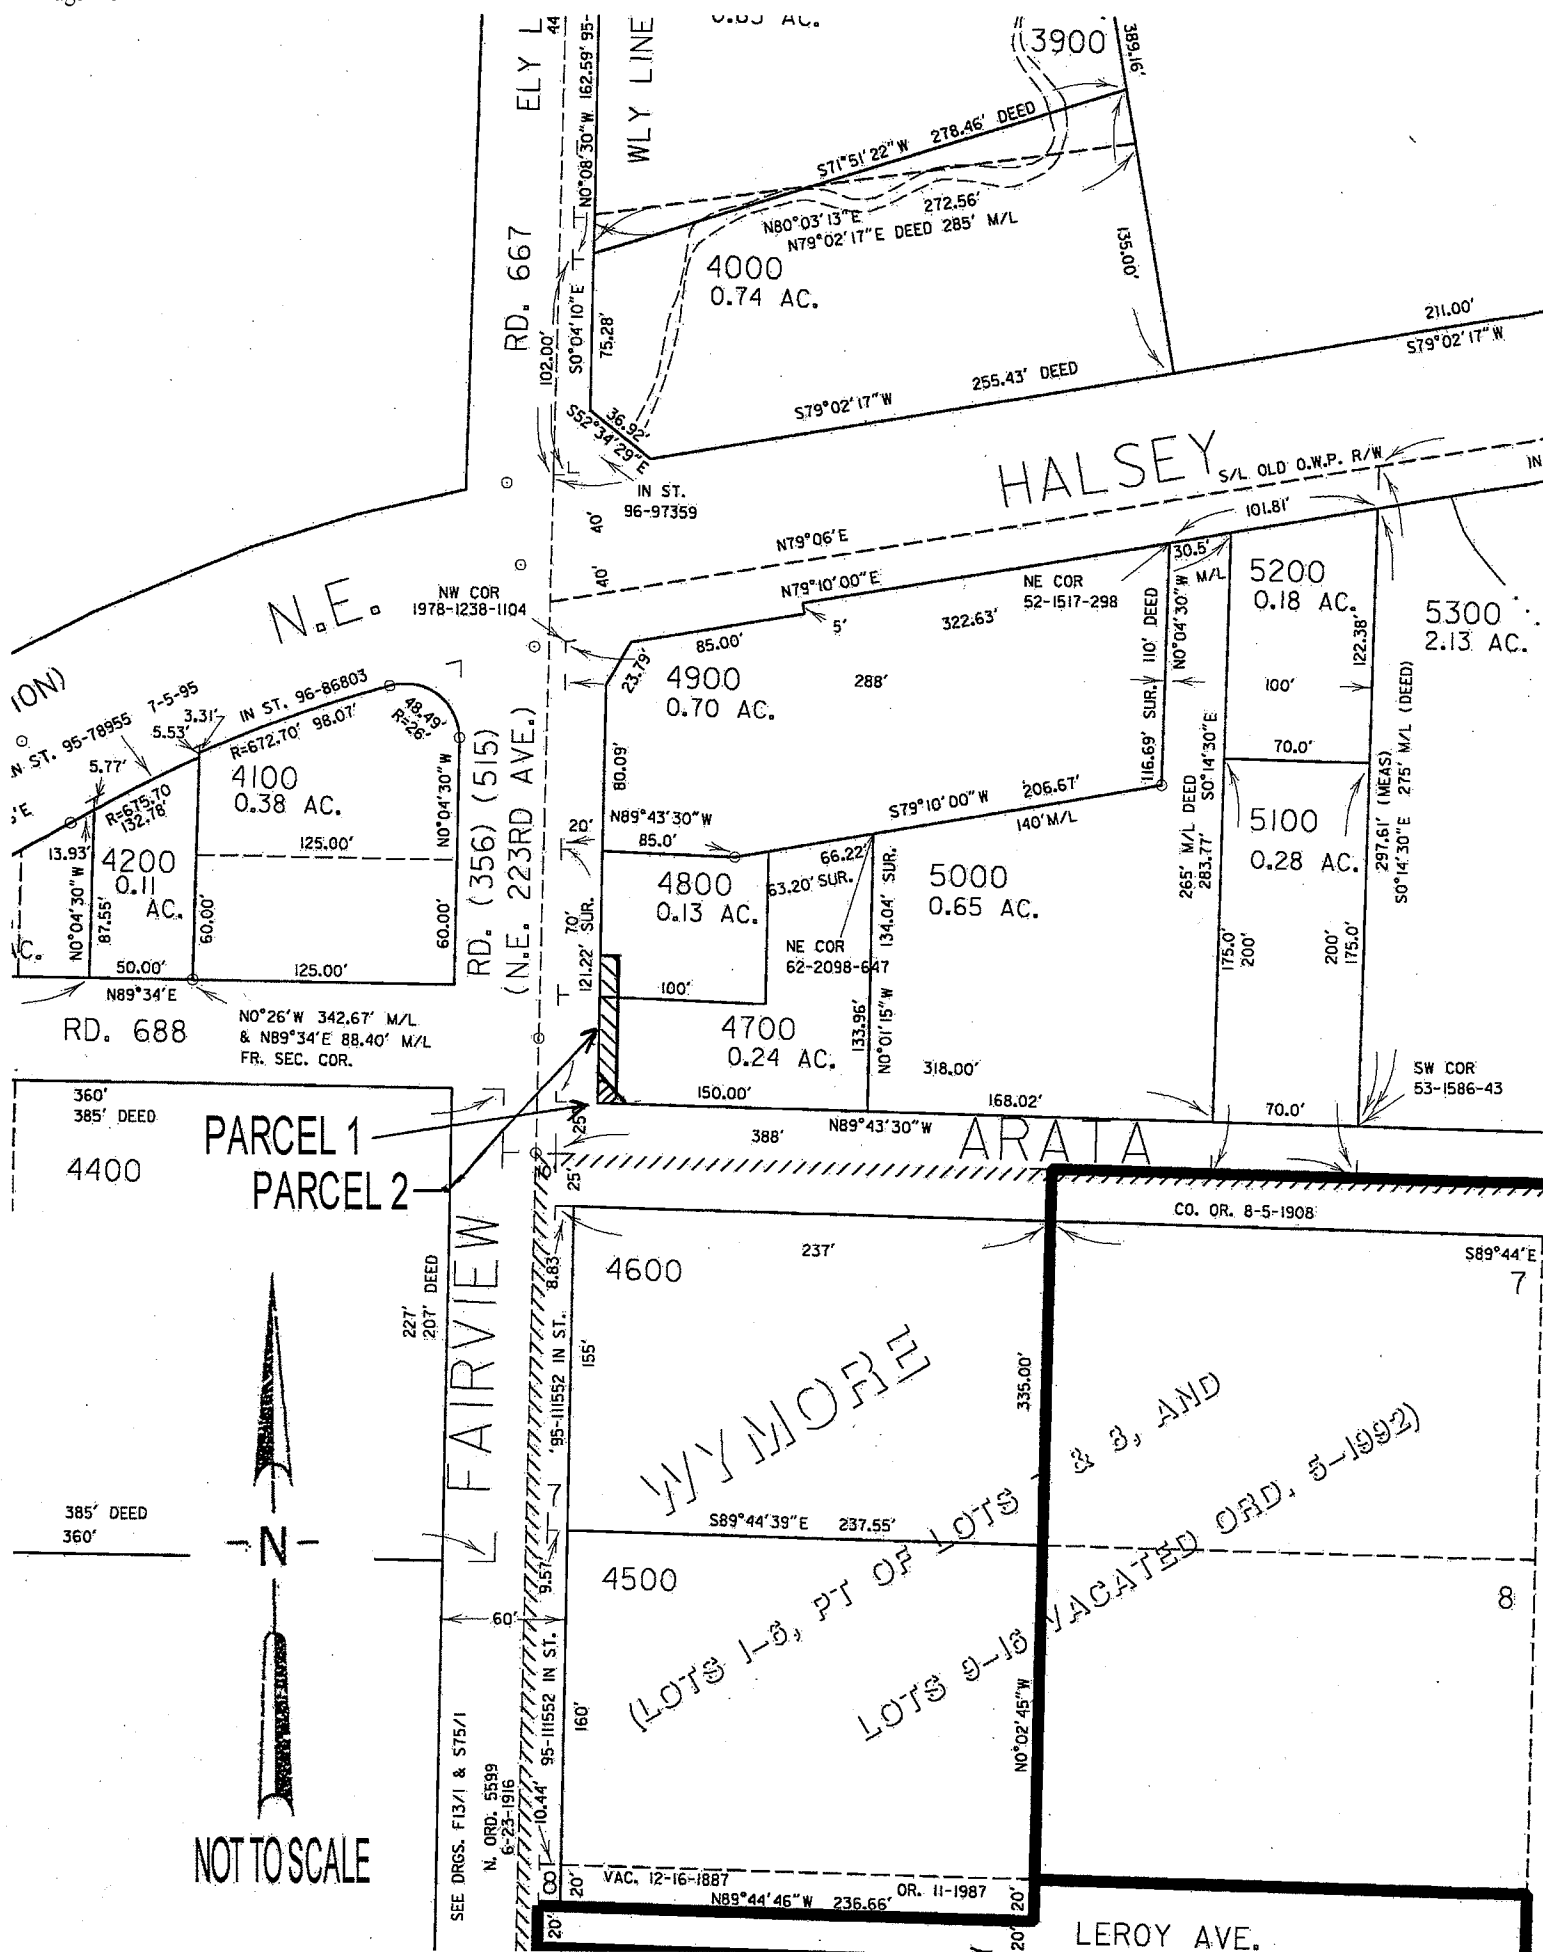 ELY L
44
N0°08'30"W 162.59' 95-
WLY LINE
3900
389.16'
S71°51'22"W 278.46' DEED
272.56'
N80°03'13"E
N79°02'17"E DEED 285' M/L
4000
0.74 AC.
135.00'
RD. 667
S0°04'10"E
75.28'
102.00'
211.00'
S79°02'17"W
255.43' DEED
S79°02'17"W
36.92'
S52°34'29"E
IN ST.
96-97359
HALSEY
S/L OLD O.W.P. R/W
IN
40'
40'
N79°06'E
101.81'
N79°10'00"E
30.5'
M/L
NE COR
52-1517-298
5200
0.18 AC.
N.E.
NW COR
1978-1238-1104
5'
322.63'
110' DEED
N0°04'30"W
122.38'
5300
2.13 AC.
85.00'
23.79'
4900
0.70 AC.
288'
100'
ION)
7-5-95
IN ST. 96-86803
3.31'
5.53'
N ST. 95-78955
48.49'
R=26'
R=672.70' 98.07'
4100
0.38 AC.
5.77'
R=675.70
132.78'
N0°04'30"W
RD. (356) (515)
(N.E. 223RD AVE.)
80.09'
116.69' SUR.
S0°14'30"E
70.0'
297.61' (MEAS)
S0°14'30"E 275' M/L (DEED)
S79°10'00"W 206.67'
140' M/L
N89°43'30"W
85.0'
20'
13.93'
4200
0.11
AC.
125.00'
66.22'
63.20' SUR.
4800
0.13 AC.
5000
0.65 AC.
5100
0.28 AC.
265' M/L DEED
283.77'
N0°04'30"W
87.55'
60.00'
60.00'
70'
121.22' SUR.
134.04' SUR.
NE COR
62-2098-647
175.0'
200'
200'
175.0'
50.00'
125.00'
N89°34'E
100'
RD. 688
N0°26'W 342.67' M/L
& N89°34'E 88.40' M/L
FR. SEC. COR.
4700
0.24 AC.
133.96'
N0°01'15"W
318.00'
SW COR
53-1586-43
360'
385' DEED
150.00'
168.02'
70.0'
25'
PARCEL 1
388'
N89°43'30"W
ARATA
4400
PARCEL 2
25'
CO. OR. 8-5-1908
237'
S89°44'E
7
4600
8.83'
227'
207' DEED
FAIRVIEW
95-111552 IN ST.
155'
335.00'
WYMORE
385' DEED
360'
N
7
S89°44'39"E 237.55'
9.57'
4500
8
(LOTS 1-6, PT OF LOTS 7 & 8, AND
LOTS 9-16 VACATED ORD. 5-1992)
60'
95-111552 IN ST.
160'
N0°02'45"W
SEE DRGS. F13/1 & S75/1
N. ORD. 5599
6-23-1916
10.44'
NOT TO SCALE
8
20'
VAC. 12-16-1887
OR. 11-1987
N89°44'46"W 236.66'
20'
20'
20'
LEROY AVE.